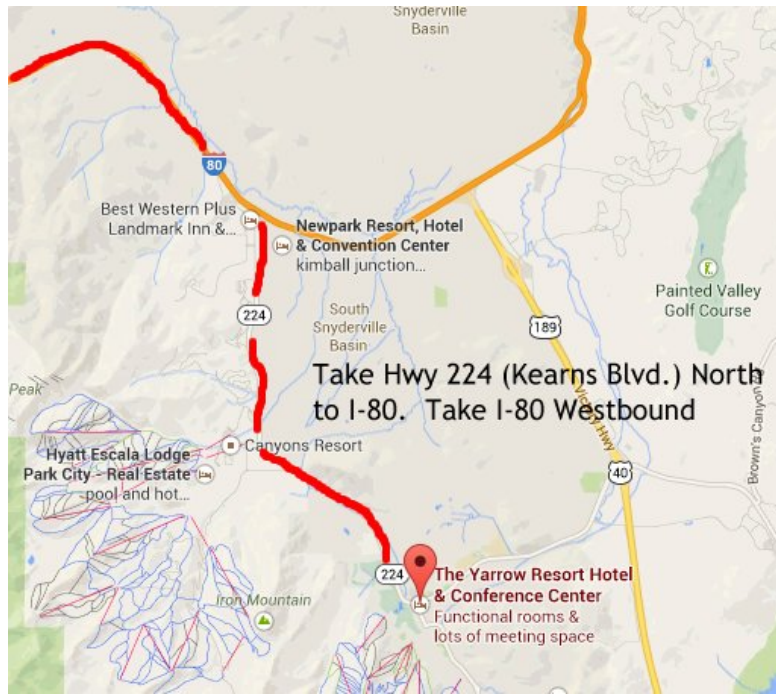 Snyderville
Basin
80
Best Western Plus
Landmark Inn &...
Newpark Resort, Hotel
& Convention Center
kimball junction...
Painted Valley
Golf Course
224
South
Snyderville
Basin
189
Take Hwy 224 (Kearns Blvd.) North
to I-80. Take I-80 Westbound
Peak
Canyons Resort
Hyatt Escala Lodge
Park City - Real Estate
pool and hot...
40
Brown's Canyon
224
The Yarrow Resort Hotel
& Conference Center
Functional rooms &
lots of meeting space
Iron Mountain